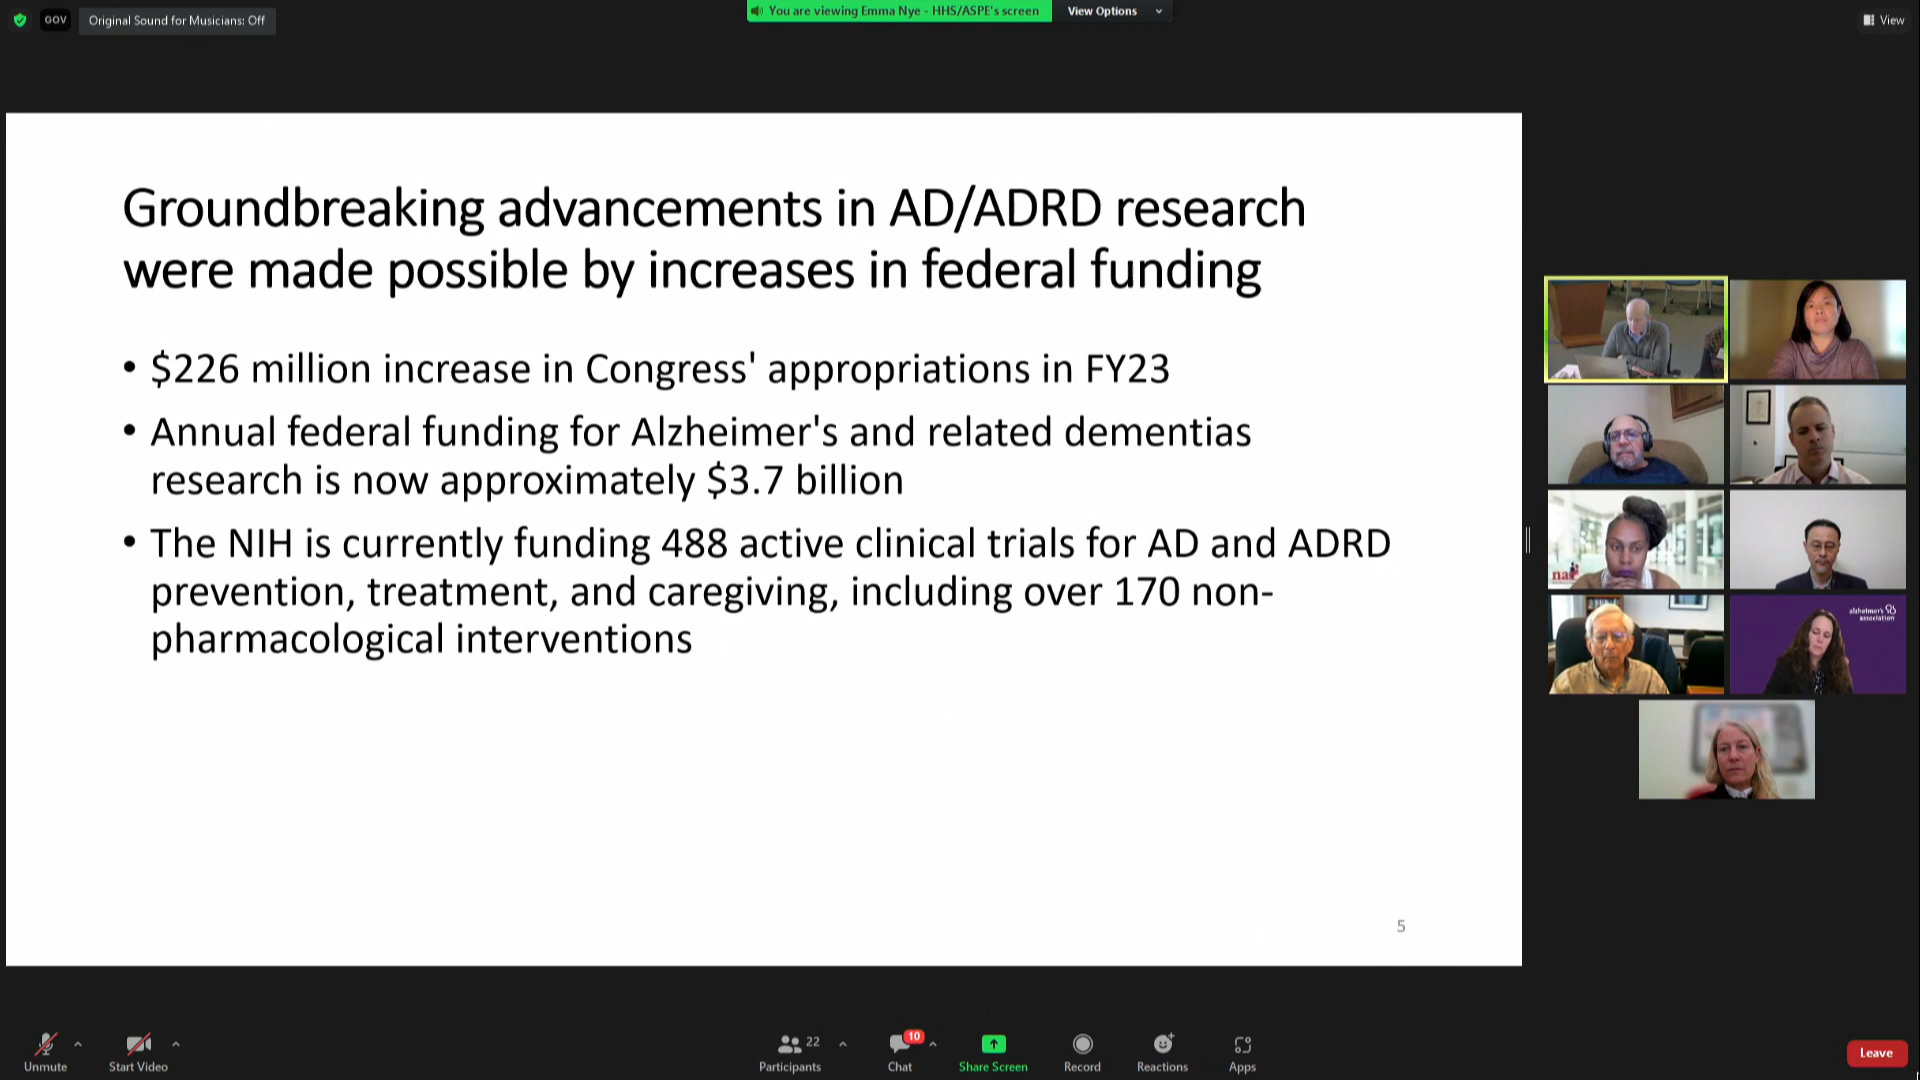 GOV
Original Sound for Musicians: Off
You are viewing Emma Nye - HHS/ASPE's screen
View Options
View
Groundbreaking advancements in AD/ADRD research
were made possible by increases in federal funding
• $226 million increase in Congress' appropriations in FY23
• Annual federal funding for Alzheimer's and related dementias
research is now approximately $3.7 billion
• The NIH is currently funding 488 active clinical trials for AD and ADRD
prevention, treatment, and caregiving, including over 170 non-
pharmacological interventions
5
alzheimer's
association
Unmute
Start Video
22
Participants
10
Chat
Share Screen
Record
Reactions
Apps
Leave